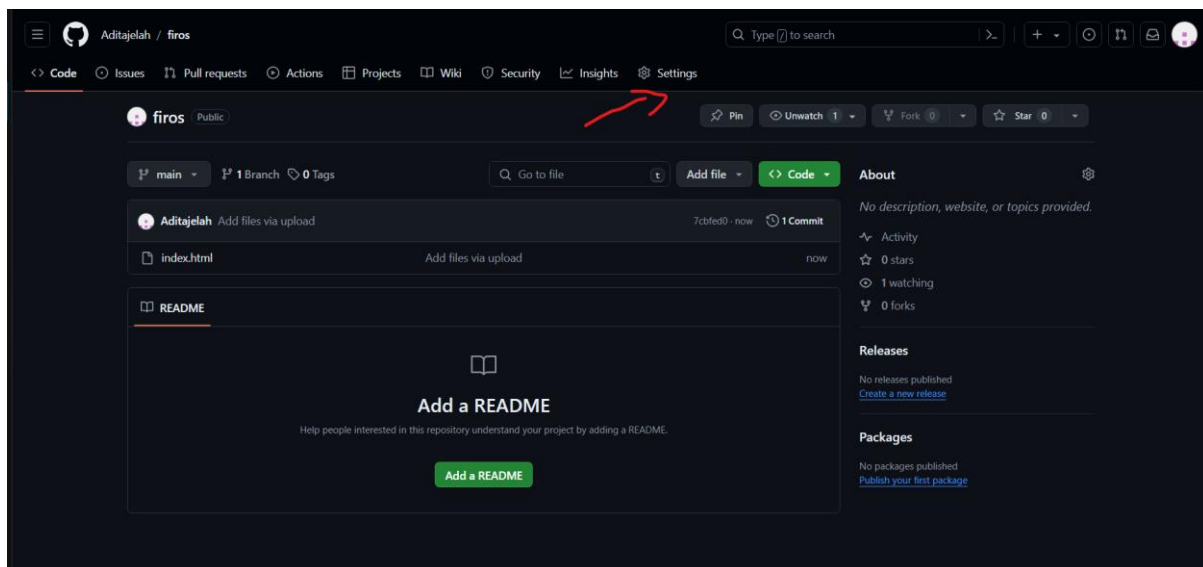 Aditajelah / firos
Type / to search
Code Issues Pull requests Actions Projects Wiki Security Insights Settings
firos Public
Pin Unwatch 1 Fork 0 Star 0
main 1 Branch 0 Tags
Go to file t Add file Code
Aditajelah Add files via upload 7cbfed0 · now 1 Commit
index.html Add files via upload now
README
Add a README
Help people interested in this repository understand your project by adding a README.
Add a README
About
No description, website, or topics provided.
Activity
0 stars
1 watching
0 forks
Releases
No releases published
Create a new release
Packages
No packages published
Publish your first package